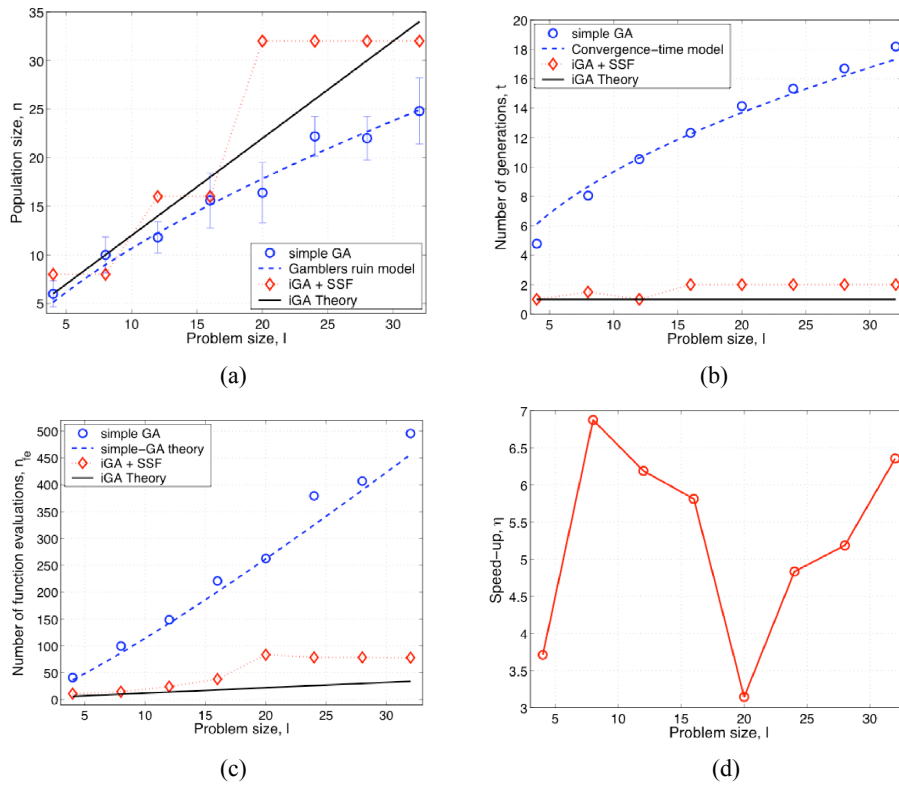 35
30
25
20
15
10
5
Population size, n
simple GA
Gamblers ruin model
iGA + SSF
iGA Theory
5 10 15 20 25 30
Problem size, l
(a)
20
18
16
14
12
10
8
6
4
2
0
Number of generations, t
simple GA
Convergence-time model
iGA + SSF
iGA Theory
5 10 15 20 25 30
Problem size, l
(b)
500
450
400
350
300
250
200
150
100
50
0
Number of function evaluations, n_fe
simple GA
simple-GA theory
iGA + SSF
iGA Theory
5 10 15 20 25 30
Problem size, l
(c)
7
6.5
6
5.5
5
4.5
4
3.5
3
Speed-up, η
5 10 15 20 25 30
Problem size, l
(d)